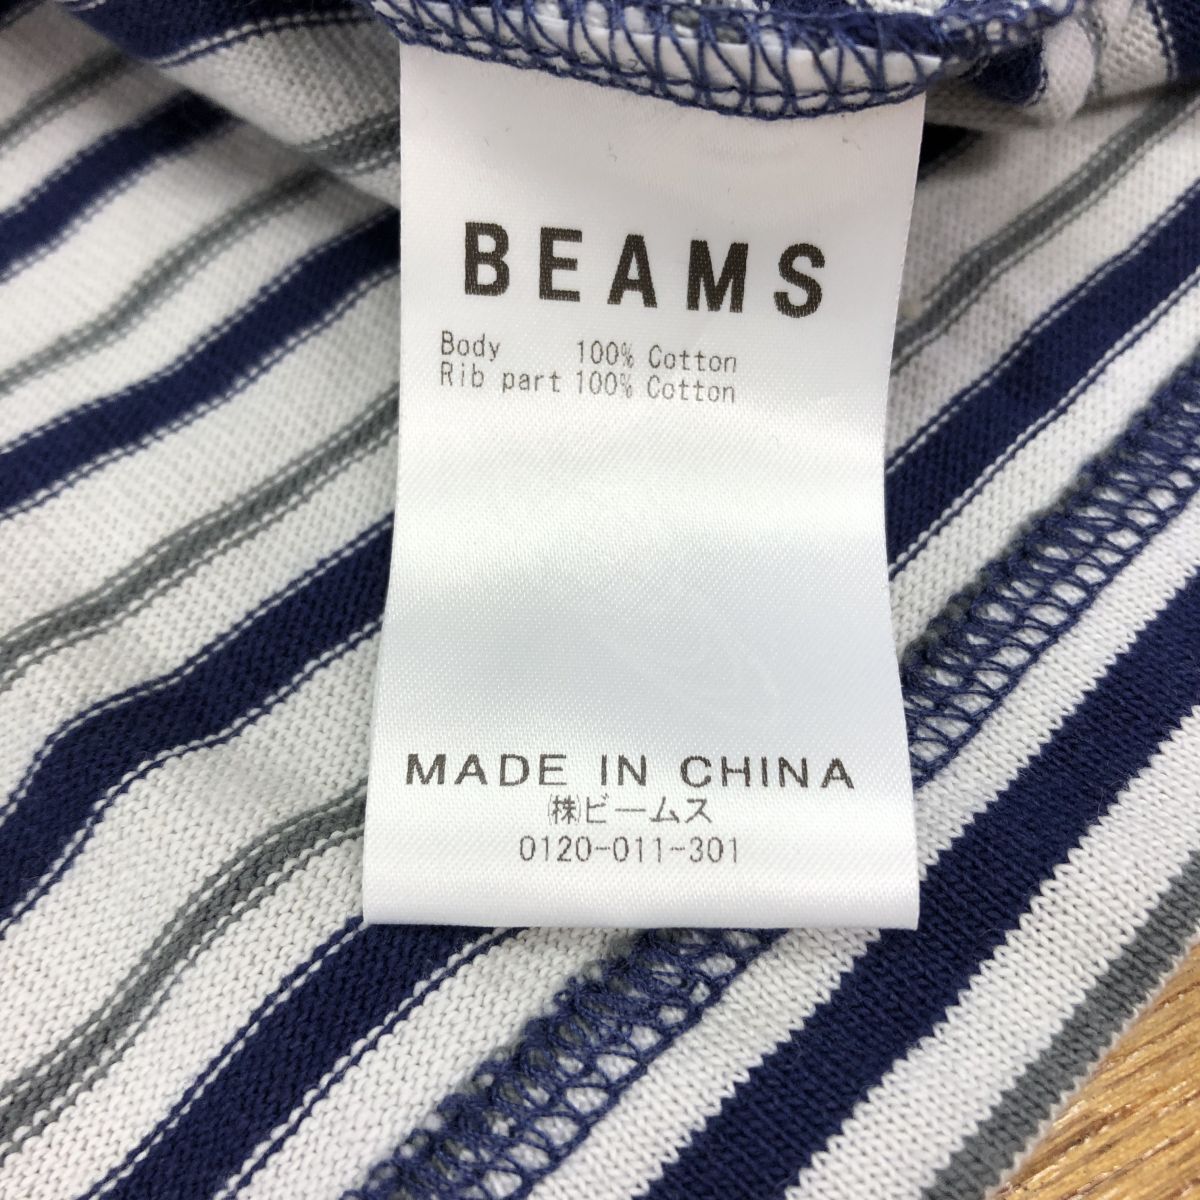 BEAMS
Body 100% Cotton
Rib part 100% Cotton
MADE IN CHINA
㈱ビームス
0120-011-301